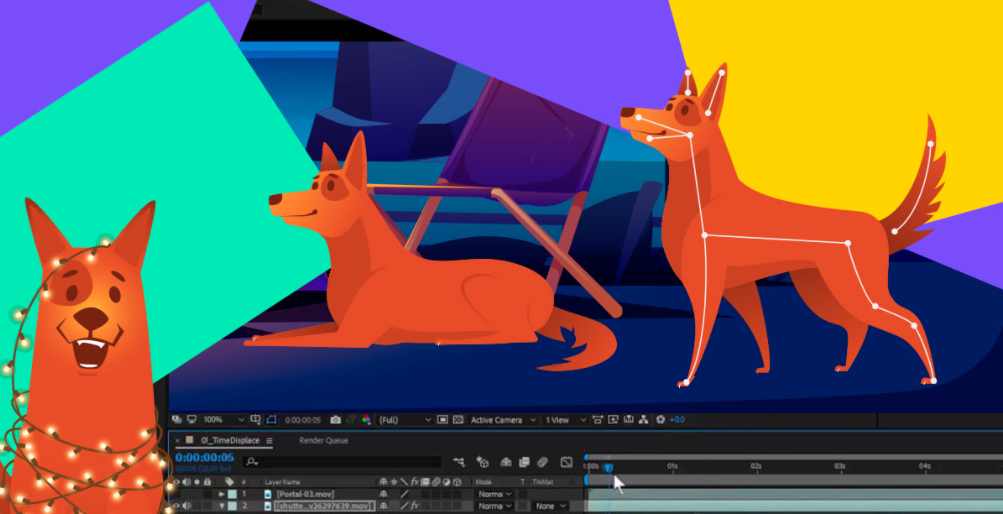 100% 0:00:00:05 (Full) Active Camera 1 View +0.0
01_TimeDisplace Render Queue
0:00:00:05
:00s 01s 02s 03s 04s
# Layer Name Mode T TrkMat
1 [Portal-03.mov] Norma
2 [shutte...v26297639.mov] Norma None